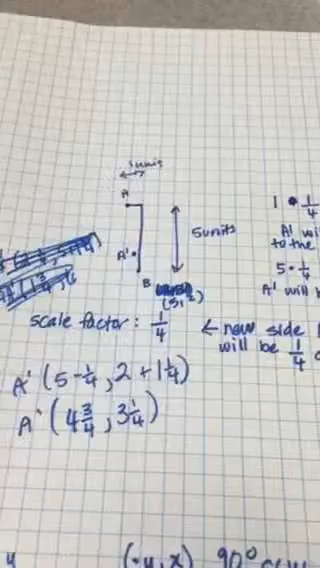 1 unit
A
1 • 1/4
5 units
A' wi
to the
A'
5 • 1/4
B
(5, 2)
A' will b
scale factor: 1/4
← new side
will be 1/4 o
A' (5 - 1/4, 2 + 1 1/4)
A' (4 3/4, 3 1/4)
(-y, x) 90°